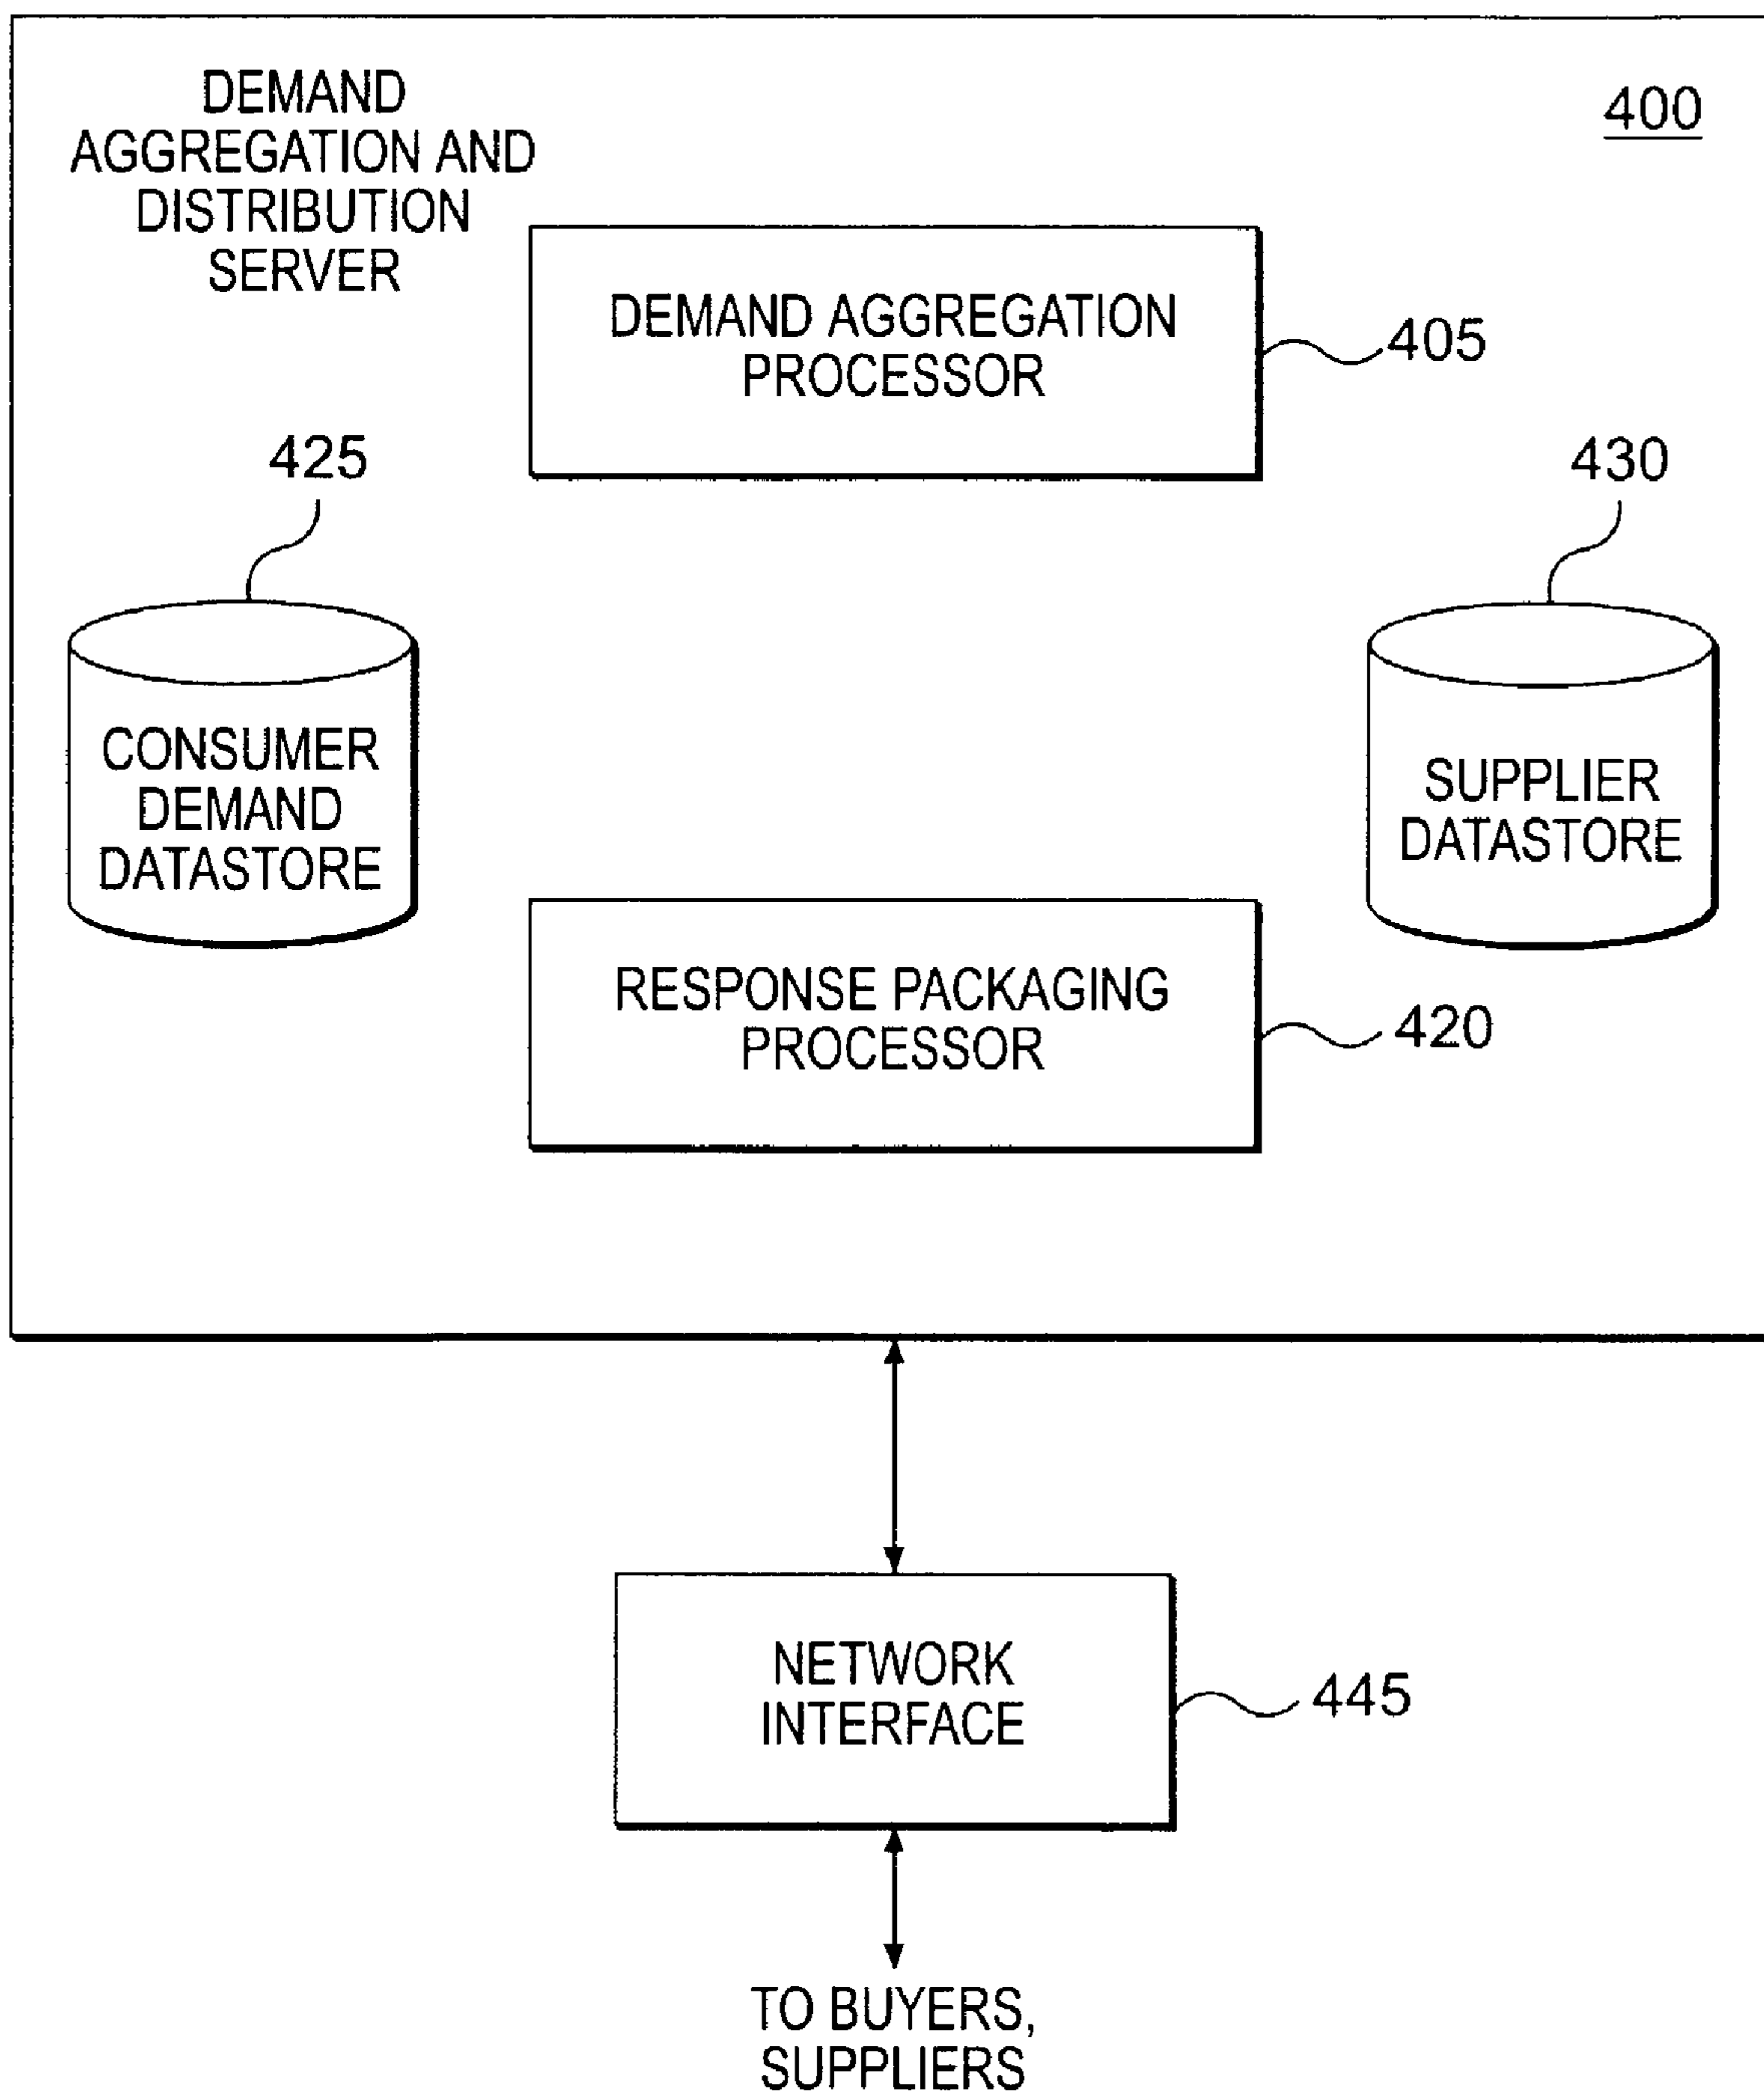 DEMAND
AGGREGATION AND
DISTRIBUTION
SERVER
400
DEMAND AGGREGATION
PROCESSOR
405
425
430
CONSUMER
DEMAND
DATASTORE
SUPPLIER
DATASTORE
RESPONSE PACKAGING
PROCESSOR
420
NETWORK
INTERFACE
445
TO BUYERS,
SUPPLIERS